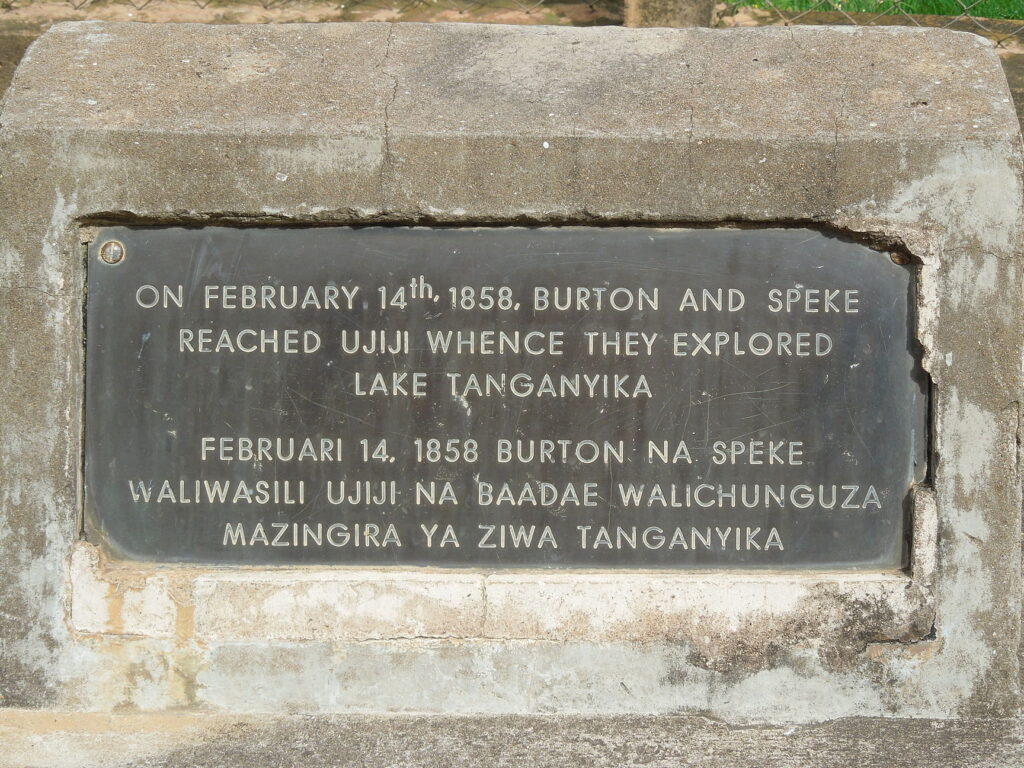 ON FEBRUARY 14th, 1858, BURTON AND SPEKE
REACHED UJIJI WHENCE THEY EXPLORED
LAKE TANGANYIKA
FEBRUARI 14, 1858 BURTON NA SPEKE
WALIWASILI UJIJI NA BAADAE WALICHUNGUZA
MAZINGIRA YA ZIWA TANGANYIKA